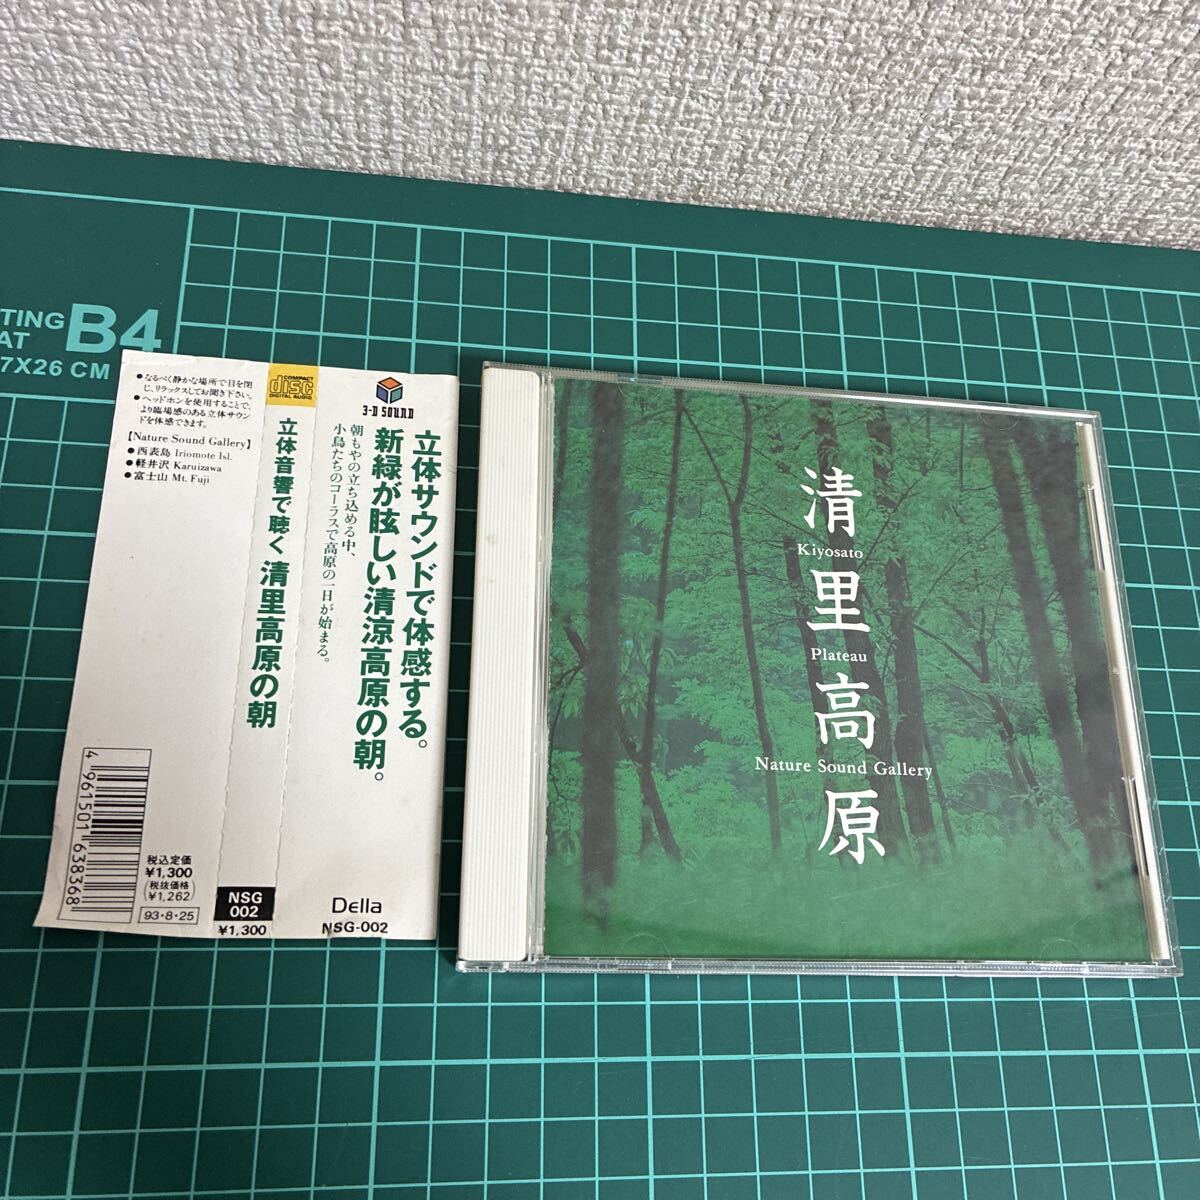 TING B4
AT
7X26 CM
●なるべく静かな場所で目を閉
じ、リラックスしてお聞き下さい。
●ヘッドホンを使用することで、
より臨場感のある立体サウン
ドを体感できます。
【Nature Sound Gallery】
●西表島 Iriomote Isl.
●軽井沢 Karuizawa
●富士山 Mt. Fuji
4 961501 638368
税込定価
¥1,300
(税抜価格
¥1,262)
93・8・25
COMPACT
disc
DIGITAL AUDIO
立体音響で聴く 清里高原の朝
NSG
002
¥1,300
3-D SOUND
立体サウンドで体感する。
新緑が眩しい清涼高原の朝。
朝もやの立ち込める中、
小鳥たちのコーラスで高原の一日が始まる。
Della
NSG-002
清
Kiyosato
里
Plateau
高
Nature Sound Gallery
原